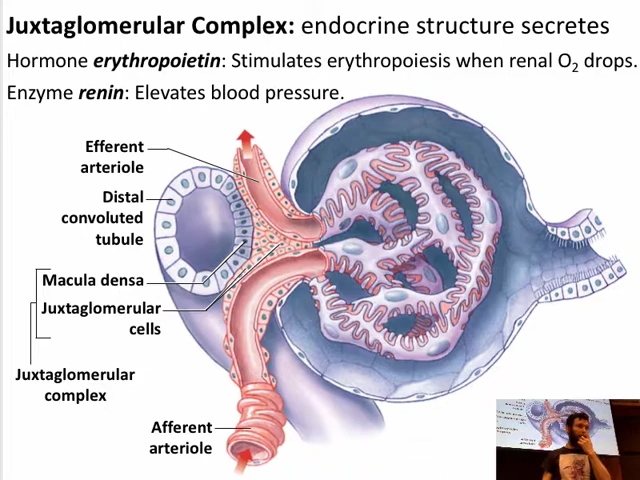 Juxtaglomerular Complex: endocrine structure secretes
Hormone erythropoietin: Stimulates erythropoiesis when renal O₂ drops.
Enzyme renin: Elevates blood pressure.
Efferent
arteriole
Distal
convoluted
tubule
Macula densa
Juxtaglomerular
cells
Juxtaglomerular
complex
Afferent
arteriole